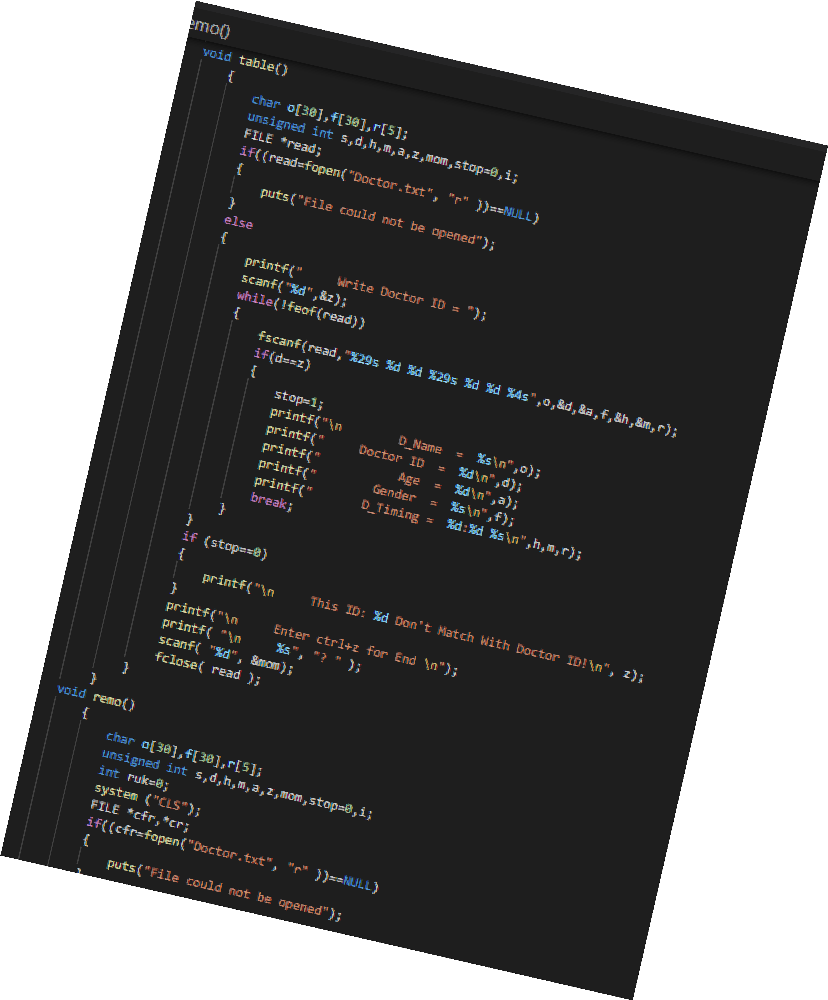 emo()
void table()
{
char o[30],f[30],r[5];
unsigned int s,d,h,m,a,z,mom,stop=0,i;
FILE *read;
if((read=fopen("Doctor.txt", "r" ))==NULL)
{
puts("File could not be opened");
}
else
{
printf("     Write Doctor ID = ");
scanf("%d",&z);
while(!feof(read))
{
fscanf(read,"%29s %d %d %29s %d %d %4s",o,&d,&a,f,&h,&m,r);
if(d==z)
{
stop=1;
printf("\n        D_Name  =  %s\n",o);
printf("     Doctor ID  =  %d\n",d);
printf("           Age  =  %d\n",a);
printf("        Gender  =  %s\n",f);
printf("       D_Timing =  %d:%d %s\n",h,m,r);
break;
}
}
if (stop==0)
{
printf("\n     This ID: %d Don't Match With Doctor ID!\n", z);
}
printf("\n     Enter ctrl+z for End \n");
printf( "\n     %s", "? " );
scanf( "%d", &mom);
fclose( read );
}
}
void remo()
{
char o[30],f[30],r[5];
unsigned int s,d,h,m,a,z,mom,stop=0,i;
int ruk=0;
system ("CLS");
FILE *cfr,*cr;
if((cfr=fopen("Doctor.txt", "r" ))==NULL)
{
puts("File could not be opened");
}